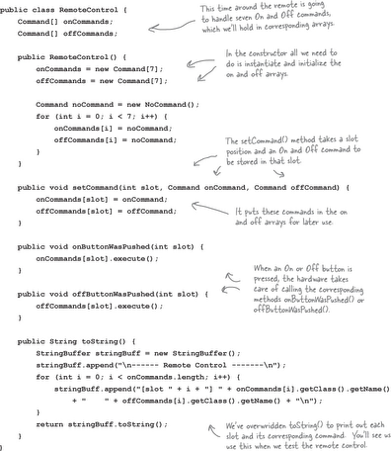 public class RemoteControl {
Command[] onCommands;
Command[] offCommands;
This time around the remote is going
to handle seven On and Off commands,
which we'll hold in corresponding arrays.
public RemoteControl() {
onCommands = new Command[7];
offCommands = new Command[7];
In the constructor all we need to
do is instantiate and initialize the
on and off arrays.
Command noCommand = new NoCommand();
for (int i = 0; i < 7; i++) {
onCommands[i] = noCommand;
offCommands[i] = noCommand;
}
}
The setCommand() method takes a slot
position and an On and Off command to
be stored in that slot.
public void setCommand(int slot, Command onCommand, Command offCommand) {
onCommands[slot] = onCommand;
offCommands[slot] = offCommand;
}
It puts these commands in the on
and off arrays for later use.
public void onButtonWasPushed(int slot) {
onCommands[slot].execute();
}
When an On or Off button is
pressed, the hardware takes
care of calling the corresponding
methods onButtonWasPushed() or
offButtonWasPushed().
public void offButtonWasPushed(int slot) {
offCommands[slot].execute();
}
public String toString() {
StringBuffer stringBuff = new StringBuffer();
stringBuff.append("\n------ Remote Control -------\n");
for (int i = 0; i < onCommands.length; i++) {
stringBuff.append("[slot " + i + "] " + onCommands[i].getClass().getName()
+ "    " + offCommands[i].getClass().getName() + "\n");
}
return stringBuff.toString();
}
}
We've overridden toString() to print out each
slot and its corresponding command. You'll see us
use this when we test the remote control.